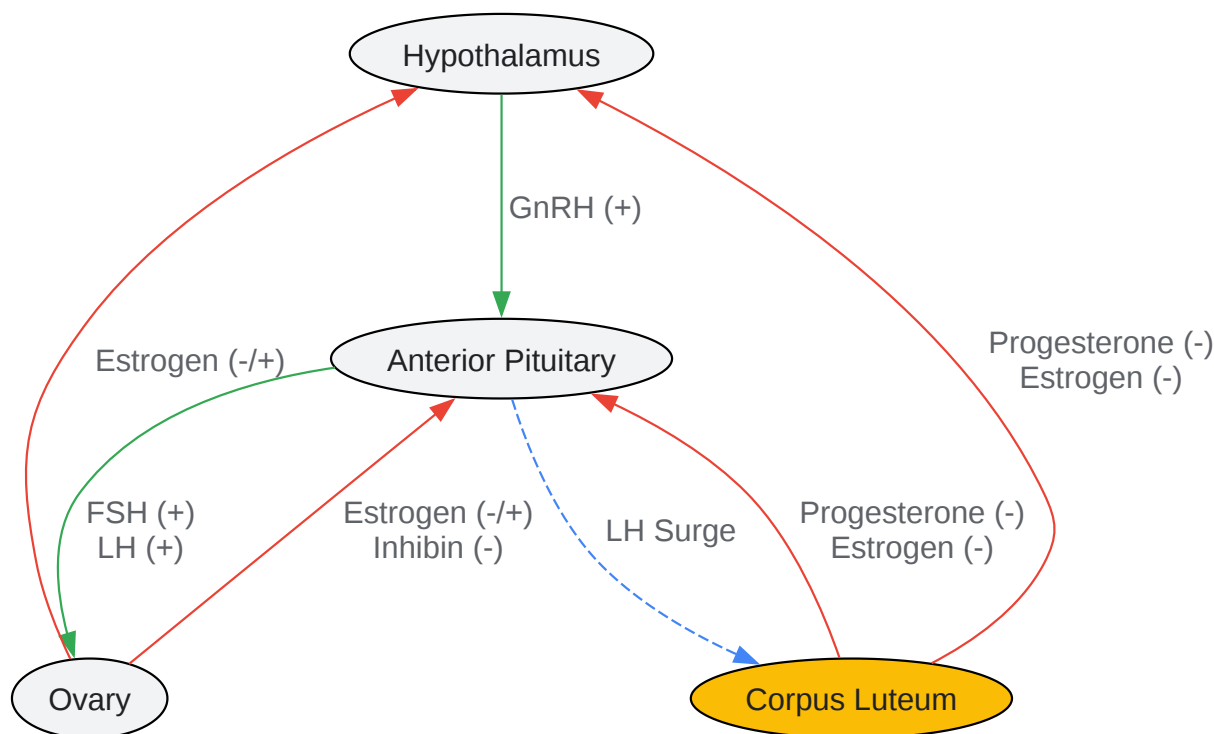 Hypothalamus
GnRH (+)
Progesterone (-)
Estrogen (-)
Estrogen (-/+)
Anterior Pituitary
FSH (+)
LH (+)
Estrogen (-/+)
Inhibin (-)
LH Surge
Progesterone (-)
Estrogen (-)
Ovary
Corpus Luteum